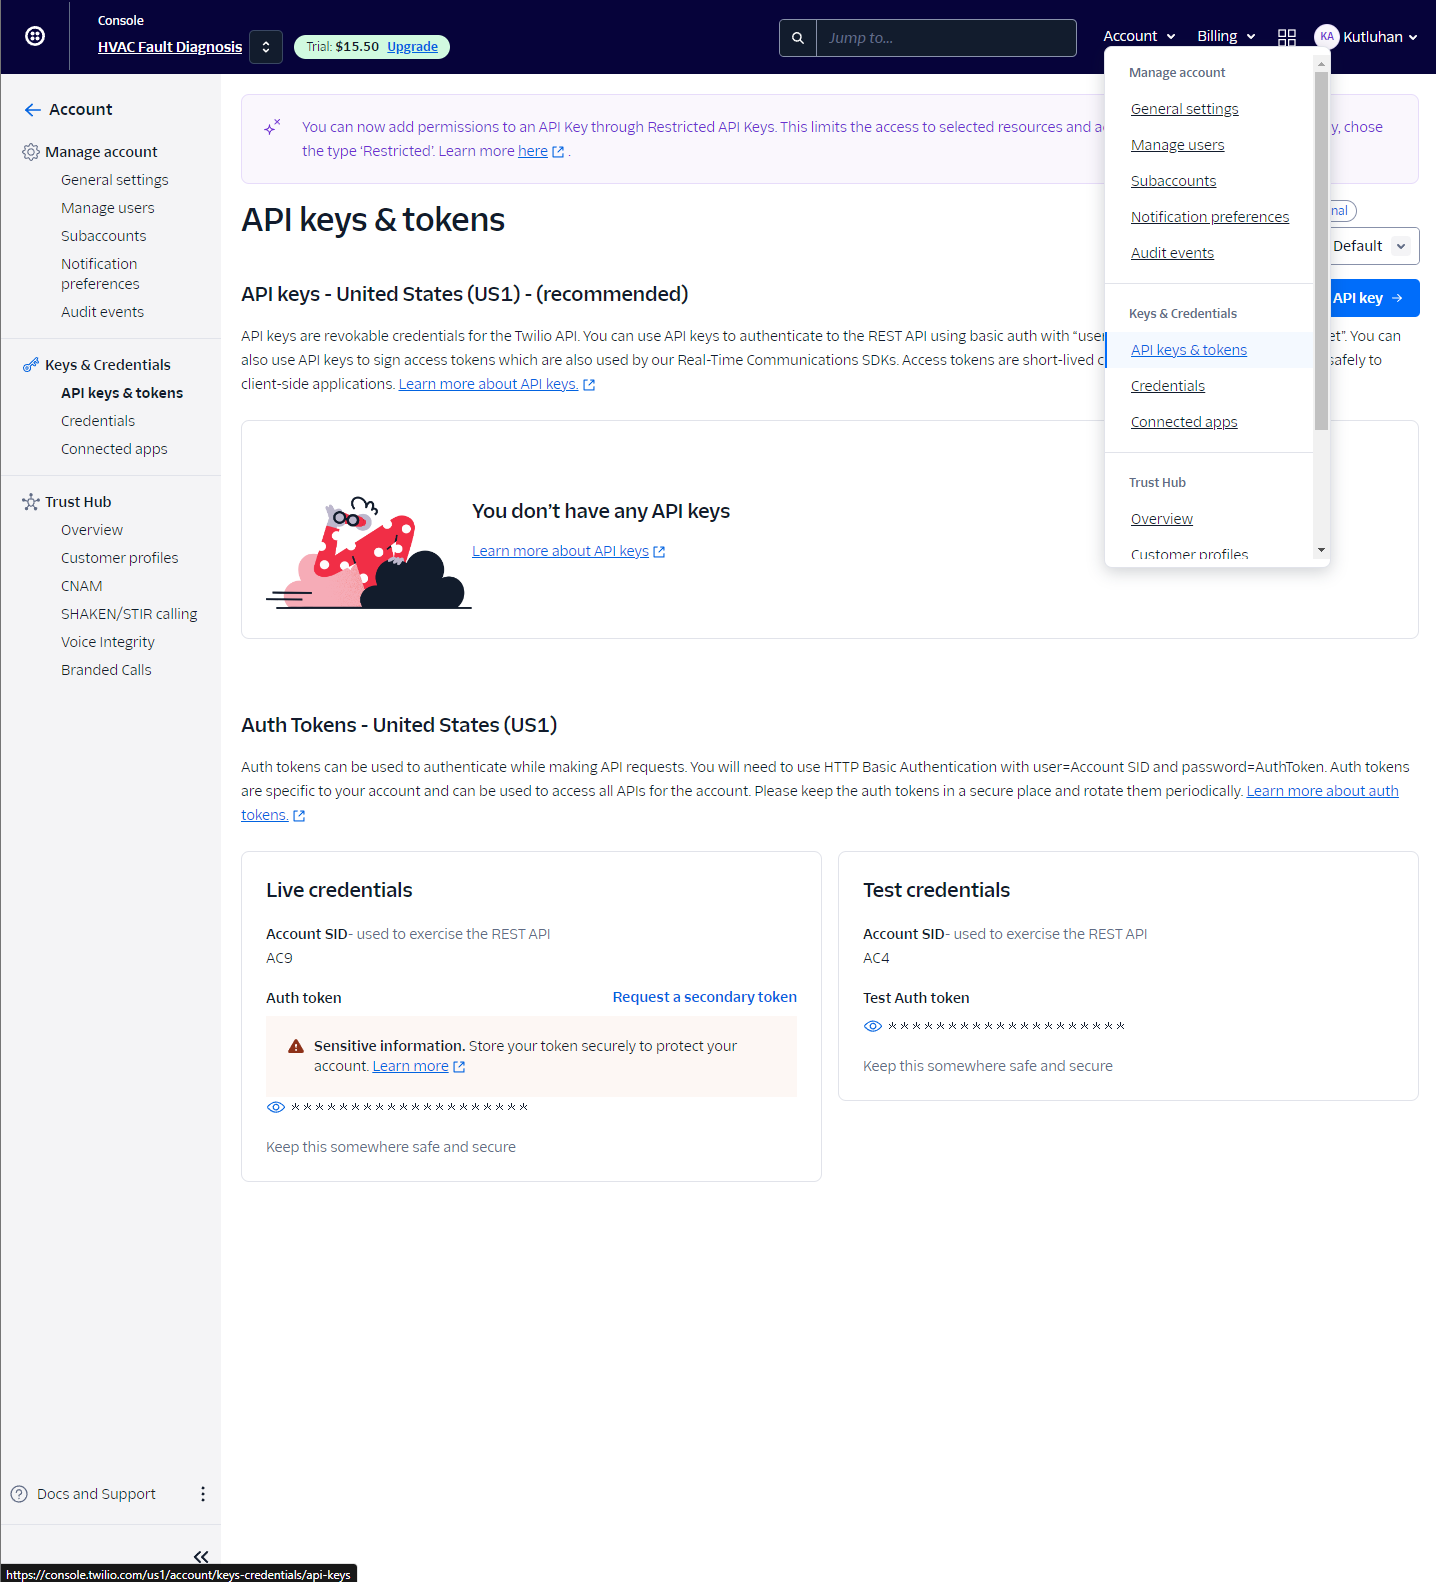 Console
HVAC Fault Diagnosis
Trial: $15.50 Upgrade
Jump to...
Account
Billing
KA
Kutluhan
Account
Manage account
General settings
Manage users
Subaccounts
Notification
preferences
Audit events
Keys & Credentials
API keys & tokens
Credentials
Connected apps
Trust Hub
Overview
Customer profiles
CNAM
SHAKEN/STIR calling
Voice Integrity
Branded Calls
Docs and Support
https://console.twilio.com/us1/account/keys-credentials/api-keys
You can now add permissions to an API Key through Restricted API Keys. This limits the access to selected resources and a y, chose
the type ‘Restricted’. Learn more here .
API keys & tokens
nal
Default
API keys - United States (US1) - (recommended)
API key
API keys are revokable credentials for the Twilio API. You can use API keys to authenticate to the REST API using basic auth with “user et”. You can
also use API keys to sign access tokens which are also used by our Real-Time Communications SDKs. Access tokens are short-lived c safely to
client-side applications. Learn more about API keys.
You don’t have any API keys
Learn more about API keys
Manage account
General settings
Manage users
Subaccounts
Notification preferences
Audit events
Keys & Credentials
API keys & tokens
Credentials
Connected apps
Trust Hub
Overview
Customer profiles
Auth Tokens - United States (US1)
Auth tokens can be used to authenticate while making API requests. You will need to use HTTP Basic Authentication with user=Account SID and password=AuthToken. Auth tokens
are specific to your account and can be used to access all APIs for the account. Please keep the auth tokens in a secure place and rotate them periodically. Learn more about auth
tokens.
Live credentials
Account SID- used to exercise the REST API
AC9
Auth token
Request a secondary token
Sensitive information. Store your token securely to protect your
account. Learn more
********************
Keep this somewhere safe and secure
Test credentials
Account SID- used to exercise the REST API
AC4
Test Auth token
********************
Keep this somewhere safe and secure